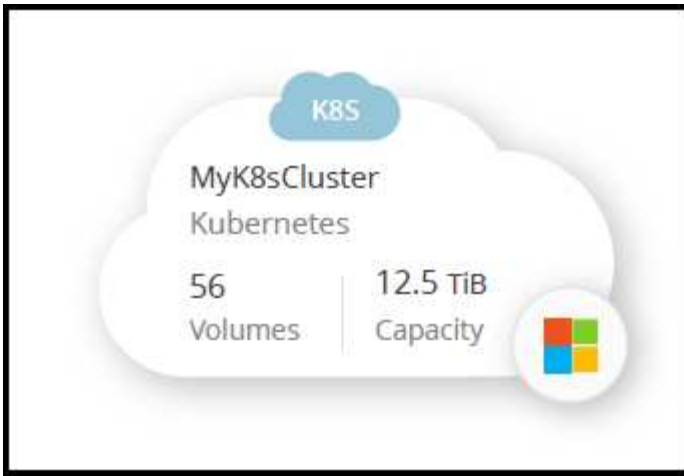 K8S
MyK8sCluster
Kubernetes
56
Volumes
12.5 TiB
Capacity